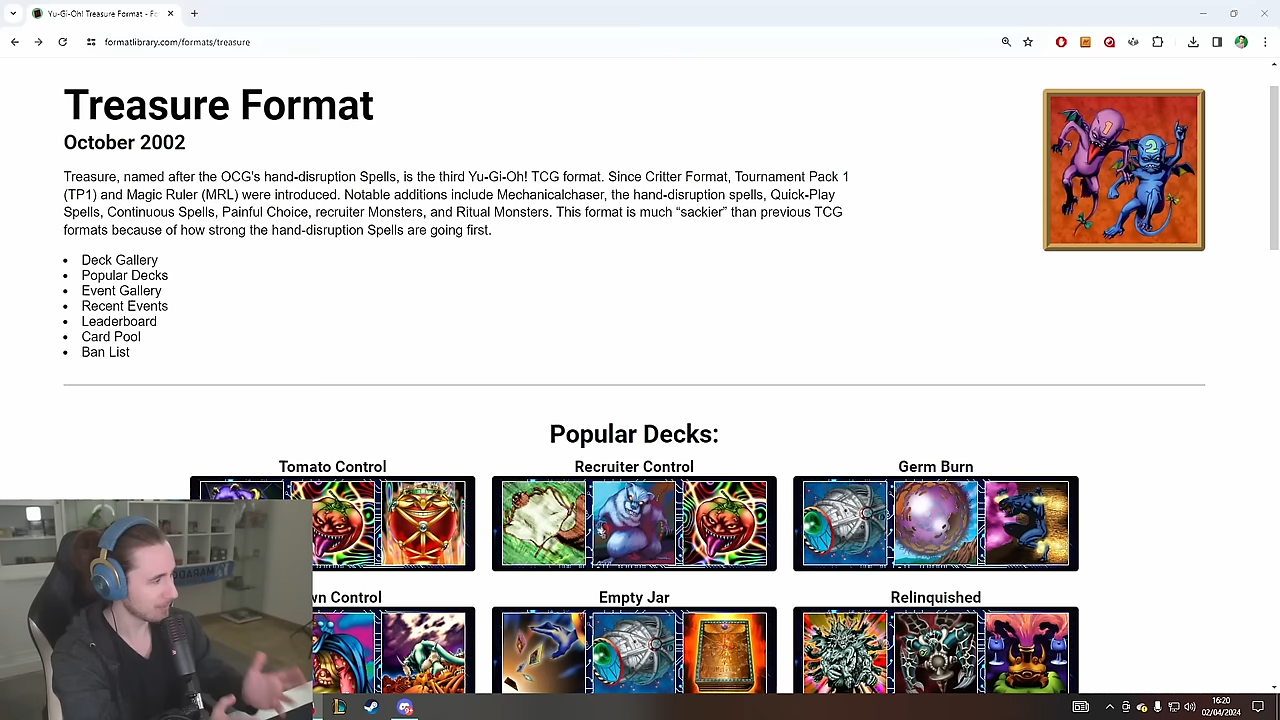 Yu-Gi-Oh! Treasure Format - Fo
formatlibrary.com/formats/treasure
Treasure Format
October 2002
Treasure, named after the OCG's hand-disruption Spells, is the third Yu-Gi-Oh! TCG format. Since Critter Format, Tournament Pack 1
(TP1) and Magic Ruler (MRL) were introduced. Notable additions include Mechanicalchaser, the hand-disruption spells, Quick-Play
Spells, Continuous Spells, Painful Choice, recruiter Monsters, and Ritual Monsters. This format is much “sackier” than previous TCG
formats because of how strong the hand-disruption Spells are going first.
• Deck Gallery
• Popular Decks
• Event Gallery
• Recent Events
• Leaderboard
• Card Pool
• Ban List
1
2
Popular Decks:
Tomato Control
Recruiter Control
Germ Burn
wn Control
Empty Jar
Relinquished
16:20
02/04/2024